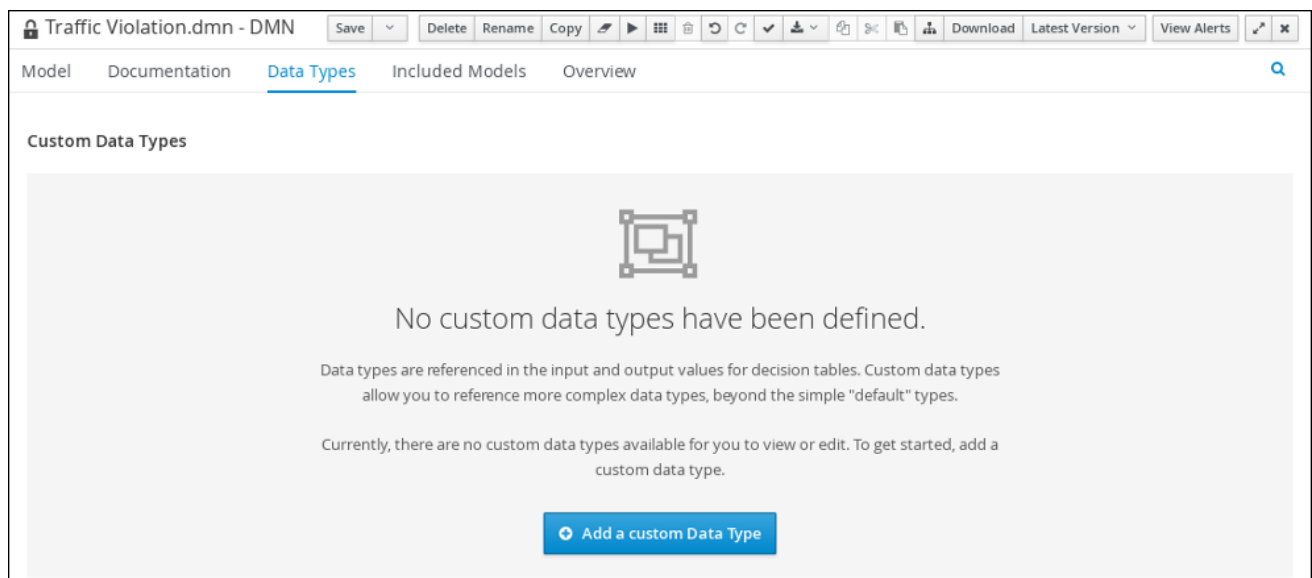 Traffic Violation.dmn - DMN Save Delete Rename Copy Download Latest Version View Alerts
Model Documentation Data Types Included Models Overview
Custom Data Types
No custom data types have been defined.
Data types are referenced in the input and output values for decision tables. Custom data types
allow you to reference more complex data types, beyond the simple "default" types.
Currently, there are no custom data types available for you to view or edit. To get started, add a
custom data type.
Add a custom Data Type